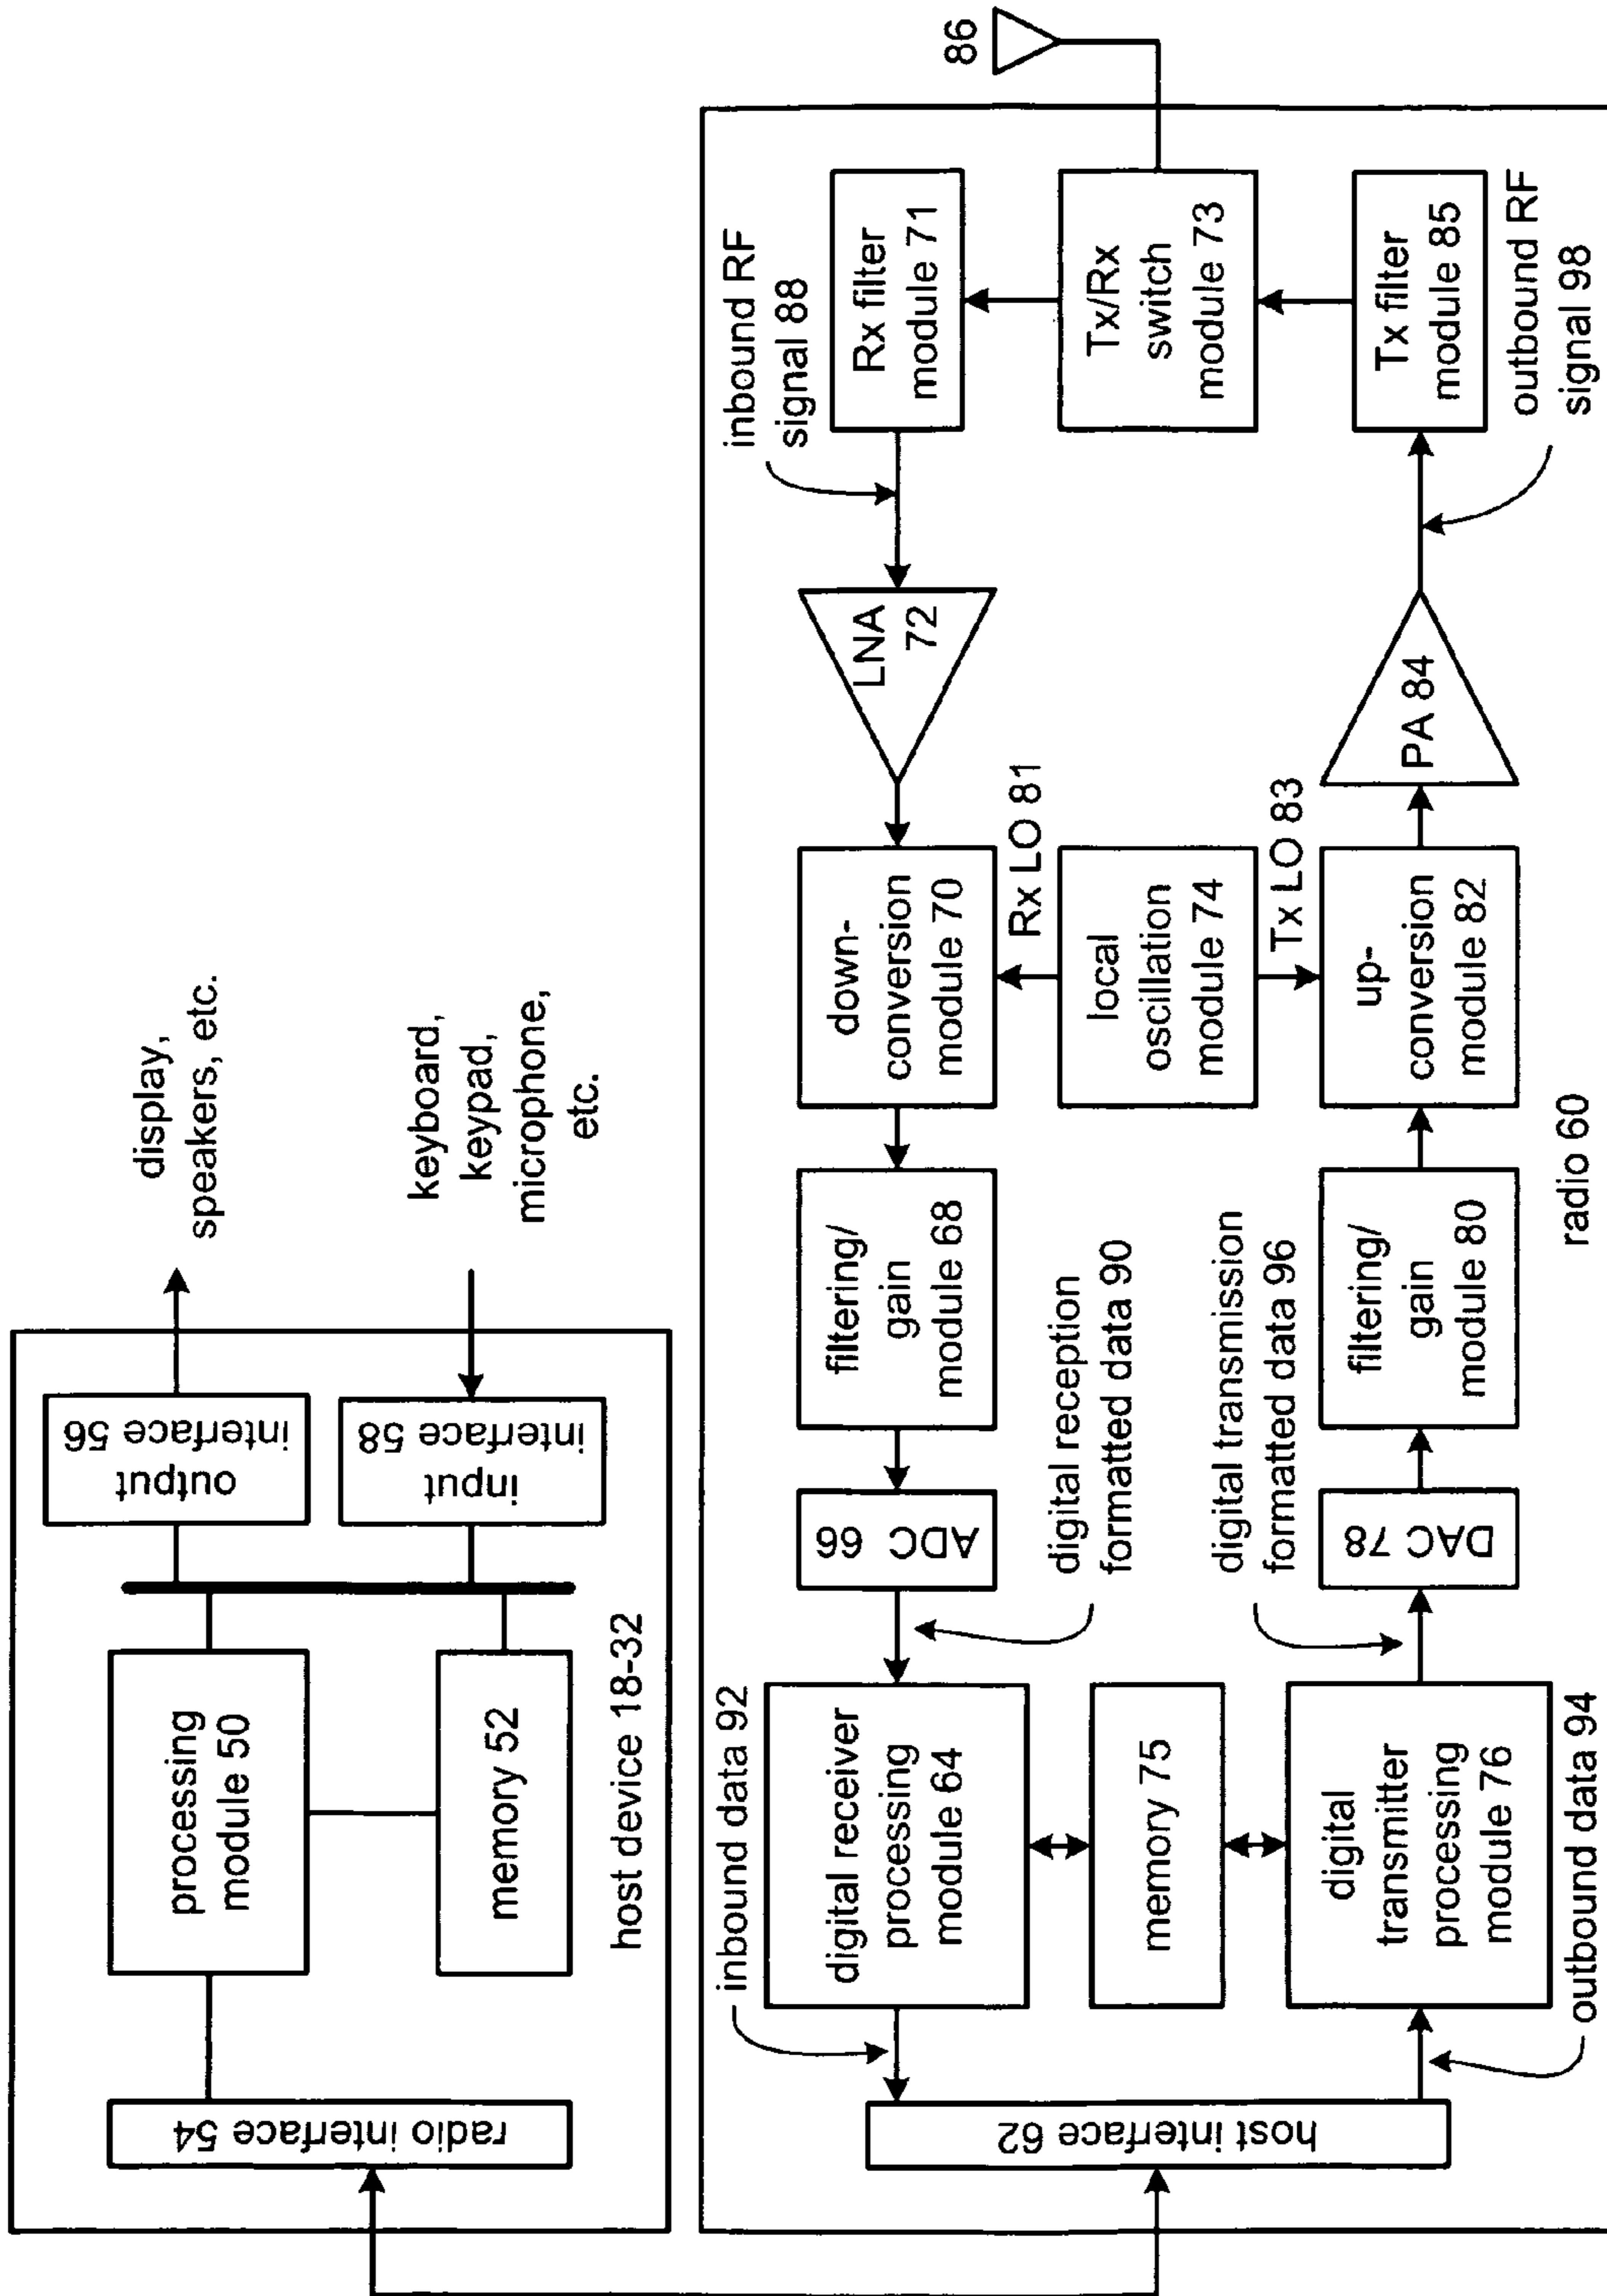 display,
speakers, etc.
keyboard,
keypad,
microphone,
etc.
output
interface 56
input
interface 58
processing
module 50
memory 52
radio interface 54
host device 18-32
86
inbound RF
signal 88
Rx filter
module 71
Tx/Rx
switch
module 73
Tx filter
module 85
outbound RF
signal 98
LNA
72
PA 84
down-
conversion
module 70
Rx LO 81
local
oscillation
module 74
Tx LO 83
up-
conversion
module 82
filtering/
gain
module 68
filtering/
gain
module 80
radio 60
ADC 66
digital reception
formatted data 90
digital transmission
formatted data 96
DAC 78
inbound data 92
digital receiver
processing
module 64
memory 75
digital
transmitter
processing
module 76
outbound data 94
host interface 62